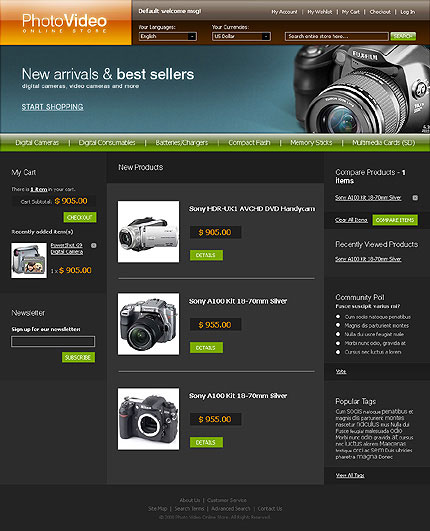 PhotoVideo
ONLINE STORE
Default welcome msg!
My Account | My Wishlist | My Cart | Checkout | Log In
Your Languages:
English
Your Currencies:
US Dollar
Search entire store here...
SEARCH
New arrivals & best sellers
digital cameras, video cameras and more
START SHOPPING
FUJIFILM
Digital Cameras | Digital Consumables | Batteries/Chargers | Compact Flash | Memory Sticks | Multimedia Cards (SD)
My Cart
There is 1 item in your cart.
Cart Subtotal: $ 905.00
CHECKOUT
Recently added item(s)
PowerShot G9
Digital Camera
1 x $ 905.00
Newsletter
Sign up for our newsletter:
SUBSCRIBE
New Products
Sony HDR-UX1 AVCHD DVD Handycam
$ 905.00
DETAILS
Sony A100 Kit 18-70mm Silver
$ 955.00
DETAILS
Sony A100 Kit 18-70mm Silver
$ 955.00
DETAILS
Compare Products - 1
Items
Sony A100 Kit 18-70mm Silver
Clear All Items
COMPARE ITEMS
Recently Viewed Products
Sony A100 Kit 18-70mm Silver
Community Poll
Fusce suscipit varius mi?
Cum sociis natoque penatibus
Magnis dis parturient montes
Nulla dui usce feugiat male
Morbi nunc odio, gravida at
Cursus nec luctus a lorem
Vote
Popular Tags
Cum sociis natoque penatibus et
magnis dis parturient montes
nascetur ridiculus mus Nulla dui
Fusce feugiat malesuada odio
Morbi nunc odio gravida at cursus
nec luctus a lorem Maecenas
tristique orci ac sem Duis ultricies
pharetra magna Donec
View All Tags
About Us | Customer Service
Site Map | Search Terms | Advanced Search | Contact Us
Photo Video Online Store. All Rights Reserved.